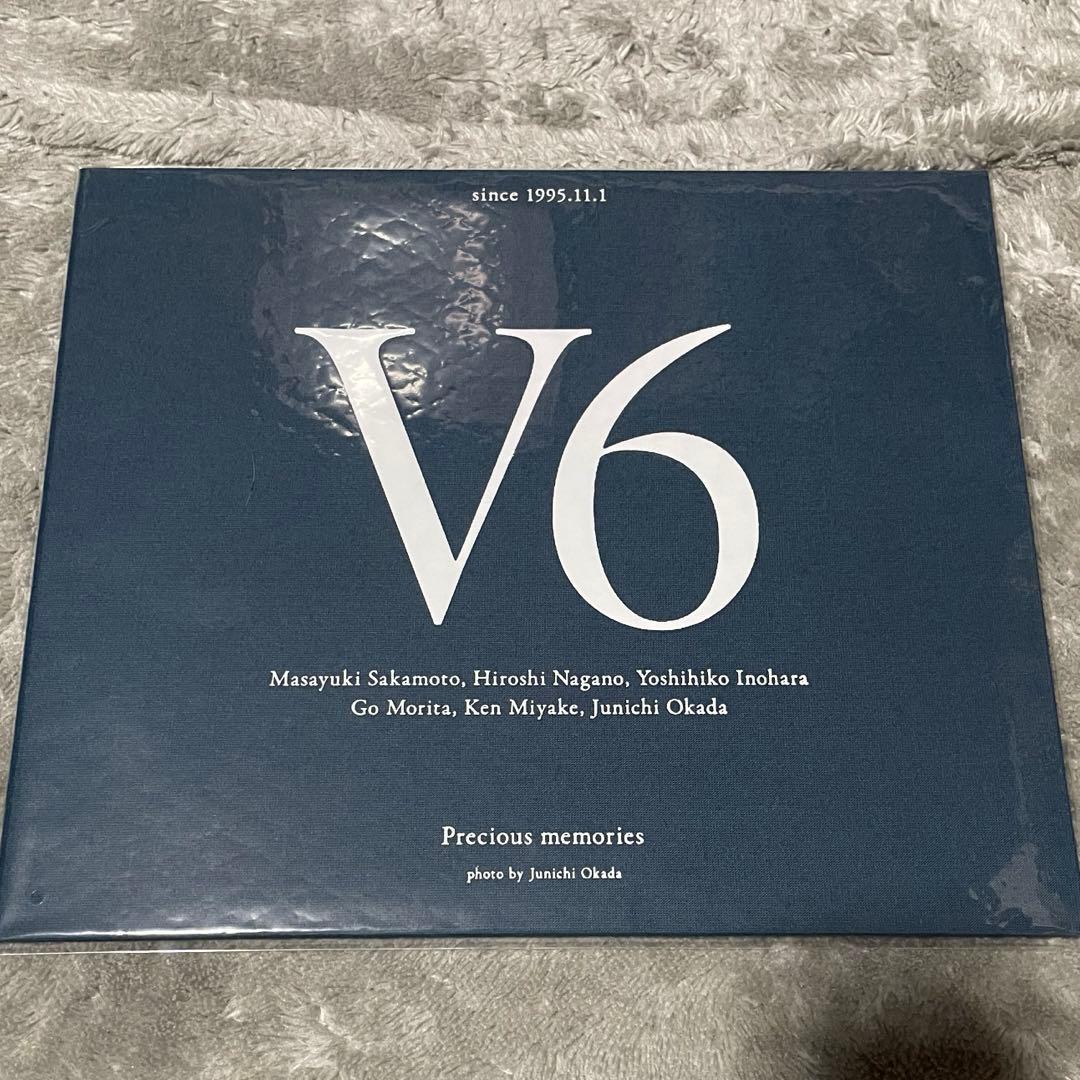 since 1995.11.1
V6
Masayuki Sakamoto, Hiroshi Nagano, Yoshihiko Inohara
Go Morita, Ken Miyake, Junichi Okada
Precious memories
photo by Junichi Okada